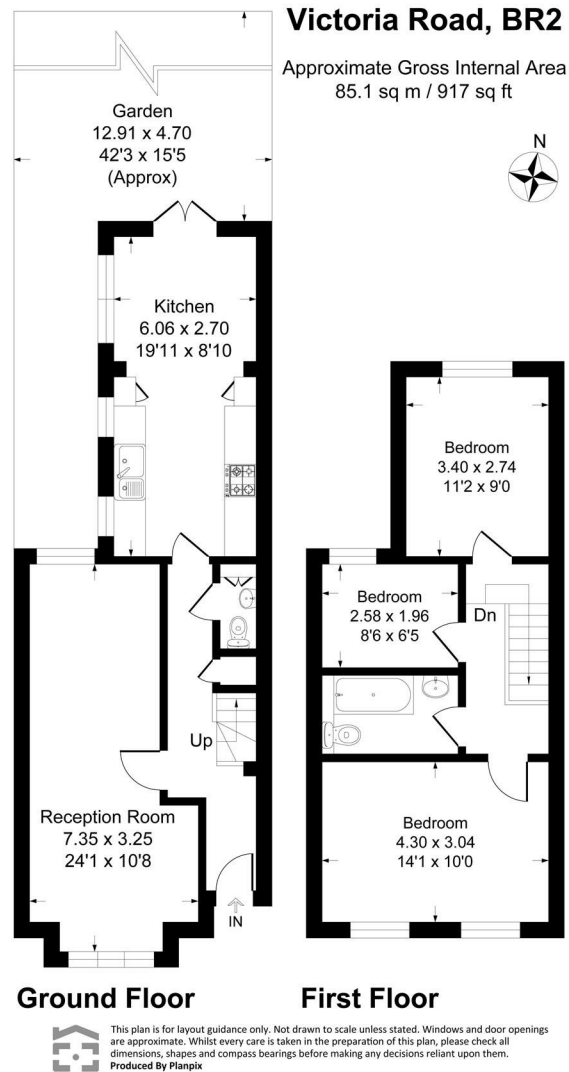 Victoria Road, BR2
Approximate Gross Internal Area
85.1 sq m / 917 sq ft
N
Garden
12.91 x 4.70
42'3 x 15'5
(Approx)
Kitchen
6.06 x 2.70
19'11 x 8'10
Up
Reception Room
7.35 x 3.25
24'1 x 10'8
IN
Ground Floor
Bedroom
3.40 x 2.74
11'2 x 9'0
Bedroom
2.58 x 1.96
8'6 x 6'5
Dn
Bedroom
4.30 x 3.04
14'1 x 10'0
First Floor
This plan is for layout guidance only. Not drawn to scale unless stated. Windows and door openings
are approximate. Whilst every care is taken in the preparation of this plan, please check all
dimensions, shapes and compass bearings before making any decisions reliant upon them.
Produced By Planpix